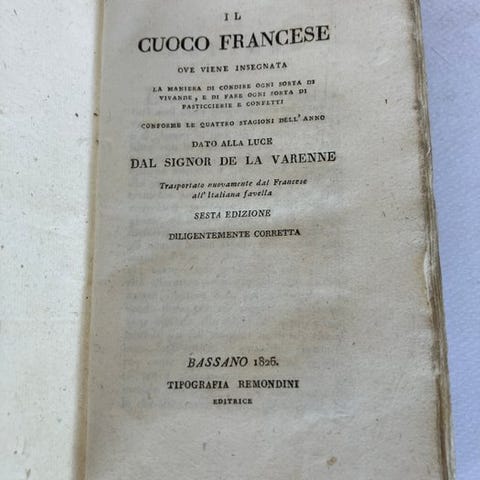 IL
CUOCO FRANCESE
OVE VIENE INSEGNATA
LA MANIERA DI CONDIRE OGNI SORTA DI
VIVANDE, E DI FARE OGNI SORTA DI
PASTICCIERIE E CONFETTI
CONFORME LE QUATTRO STAGIONI DELL'ANNO
DATO ALLA LUCE
DAL SIGNOR DE LA VARENNE
Trasportato nuovamente dal Francese
all'Italiana favella
SESTA EDIZIONE
DILIGENTEMENTE CORRETTA
BASSANO 1826.
TIPOGRAFIA REMONDINI
EDITRICE